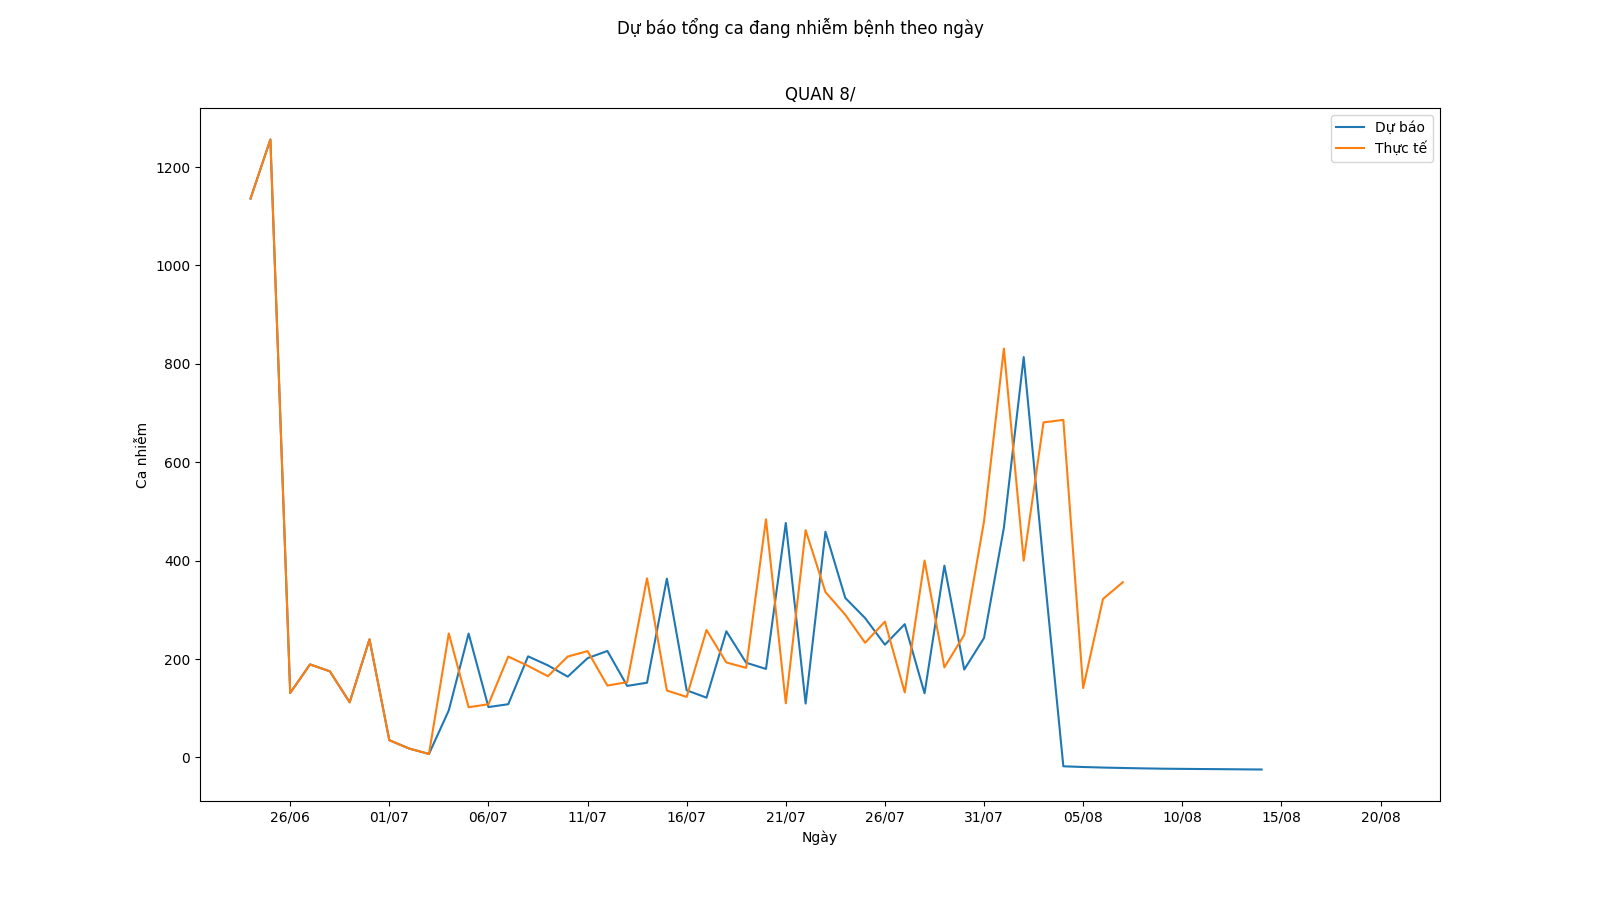 Dự báo tổng ca đang nhiễm bệnh theo ngày
QUAN 8/
Dự báo
Thực tế
1200
1000
800
600
400
200
0
Ca nhiễm
26/06 01/07 06/07 11/07 16/07 21/07 26/07 31/07 05/08 10/08 15/08 20/08
Ngày